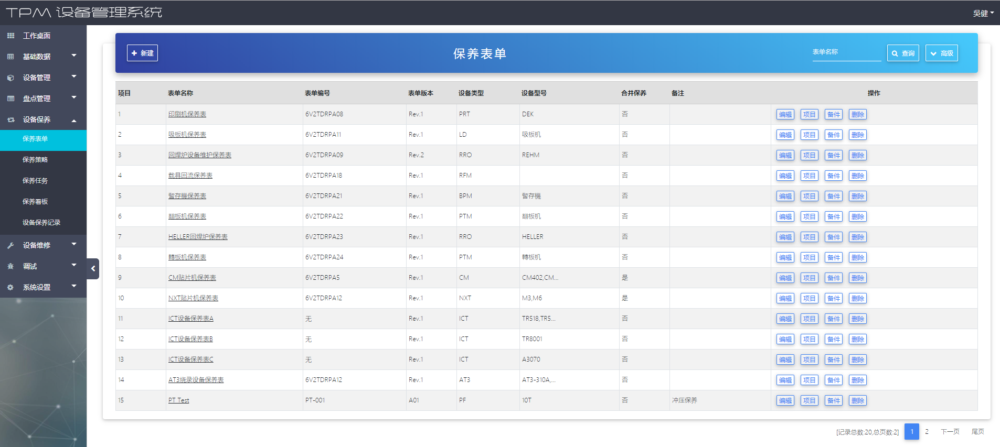 TPM 设备管理系统
吳健
工作桌面
基础数据
设备管理
盘点管理
设备保养
保养表单
保养策略
保养任务
保养看板
设备保养记录
设备维修
调试
系统设置
新建
保养表单
表单名称
查询
高级
项目 表单名称 表单编号 表单版本 设备类型 设备型号 合并保养 备注 操作
1 印刷机保养表 6V2TDRPA08 Rev.1 PRT DEK 否 编辑 项目 备件 删除
2 吸板机保养表 6V2TDRPA11 Rev.1 LD 吸板机 否 编辑 项目 备件 删除
3 回焊炉设备维护保养表 6V2TDRPA09 Rev.2 RRO REHM 否 编辑 项目 备件 删除
4 载具回流保养表 6V2TDRPA18 Rev.1 RFM 否 编辑 项目 备件 删除
5 暫存機保养表 6V2TDRPA21 Rev.1 BPM 暫存機 否 编辑 项目 备件 删除
6 翻板机保养表 6V2TDRPA22 Rev.1 PTM 翻板机 否 编辑 项目 备件 删除
7 HELLER回焊炉保养表 6V2TDRPA23 Rev.1 RRO HELLER 否 编辑 项目 备件 删除
8 轉板机保养表 6V2TDRPA24 Rev.1 PTM 轉板机 否 编辑 项目 备件 删除
9 CM贴片机保养表 6V2TDRPA5 Rev.1 CM CM402,CM... 是 编辑 项目 备件 删除
10 NXT贴片机保养表 6V2TDRPA12 Rev.1 NXT M3,M6 是 编辑 项目 备件 删除
11 ICT设备保养表A 无 Rev.1 ICT TR518,TR5... 否 编辑 项目 备件 删除
12 ICT设备保养表B 无 Rev.1 ICT TR8001 否 编辑 项目 备件 删除
13 ICT设备保养表C 无 Rev.1 ICT A3070 否 编辑 项目 备件 删除
14 AT3烧录设备保养表 6V2TDRPA12 Rev.1 AT3 AT3-310A,... 否 编辑 项目 备件 删除
15 PT Test PT-001 A01 PF 10T 否 冲压保养 编辑 项目 备件 删除
[记录总数:20,总页数:2] 1 2 下一页 尾页